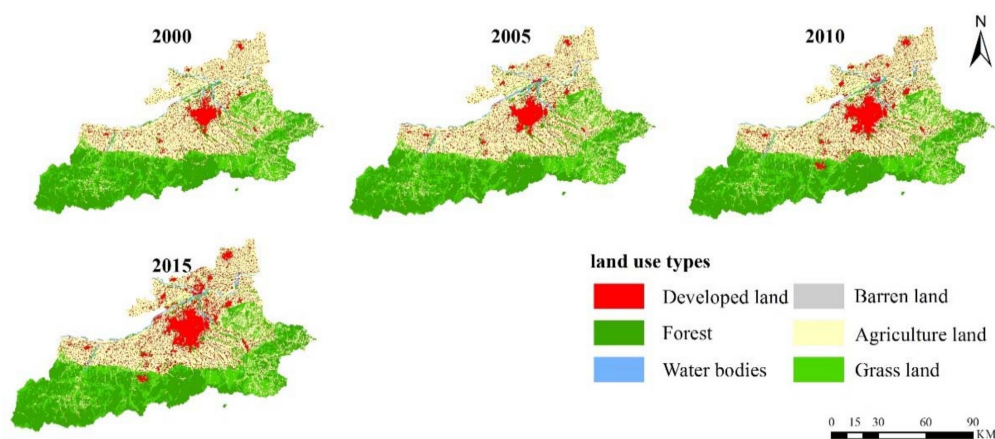 2000
2005
2010
N
2015
land use types
Developed land
Barren land
Forest
Agriculture land
Water bodies
Grass land
0 15 30 60 90
KM